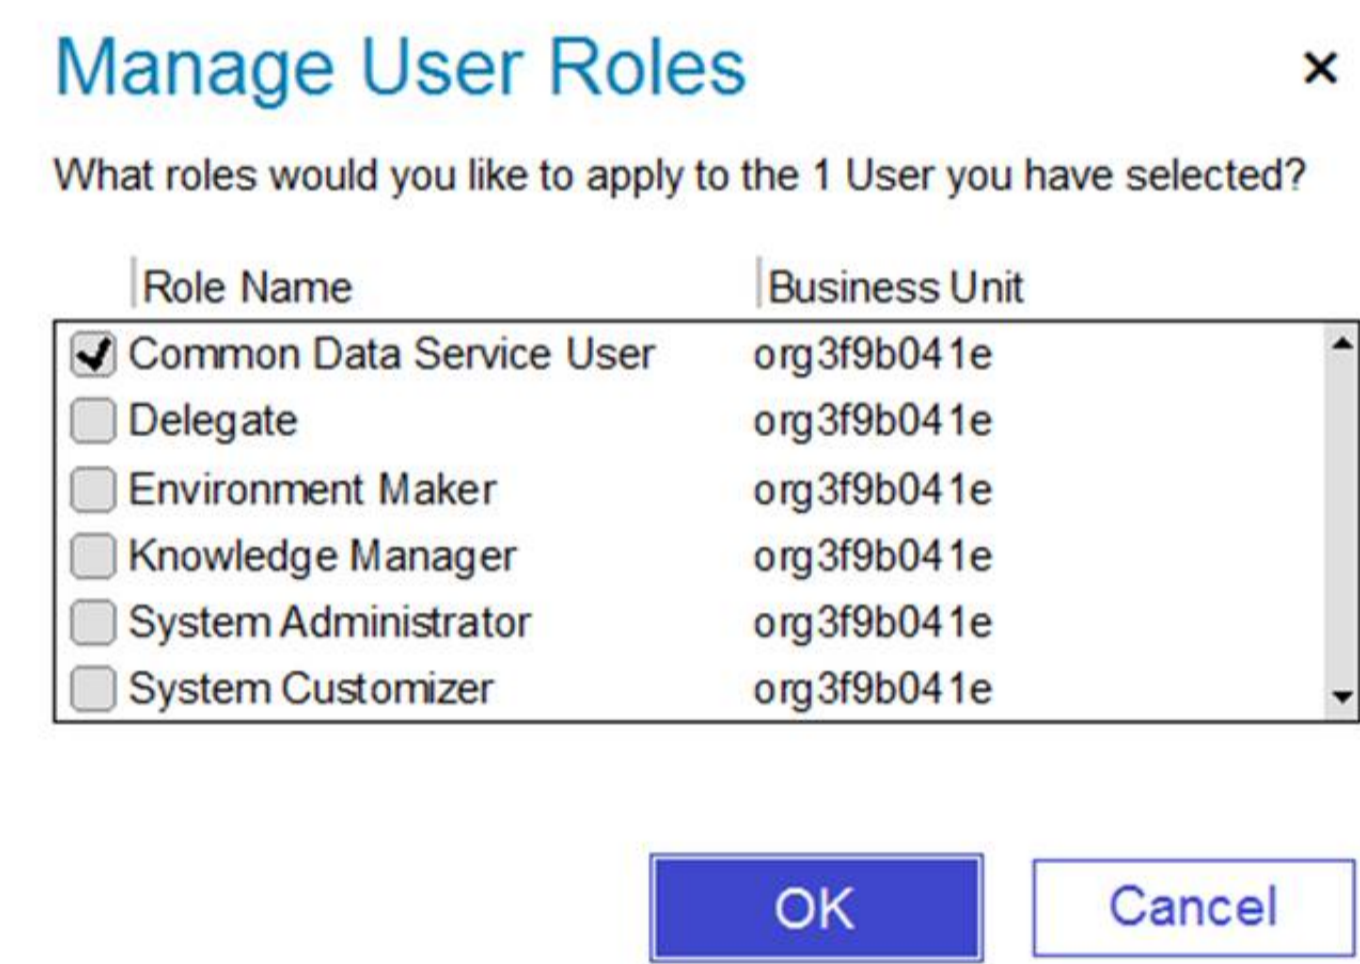 Manage User Roles
What roles would you like to apply to the 1 User you have selected?
Role Name Business Unit
Common Data Service User org3f9b041e
Delegate org3f9b041e
Environment Maker org3f9b041e
Knowledge Manager org3f9b041e
System Administrator org3f9b041e
System Customizer org3f9b041e
OK Cancel